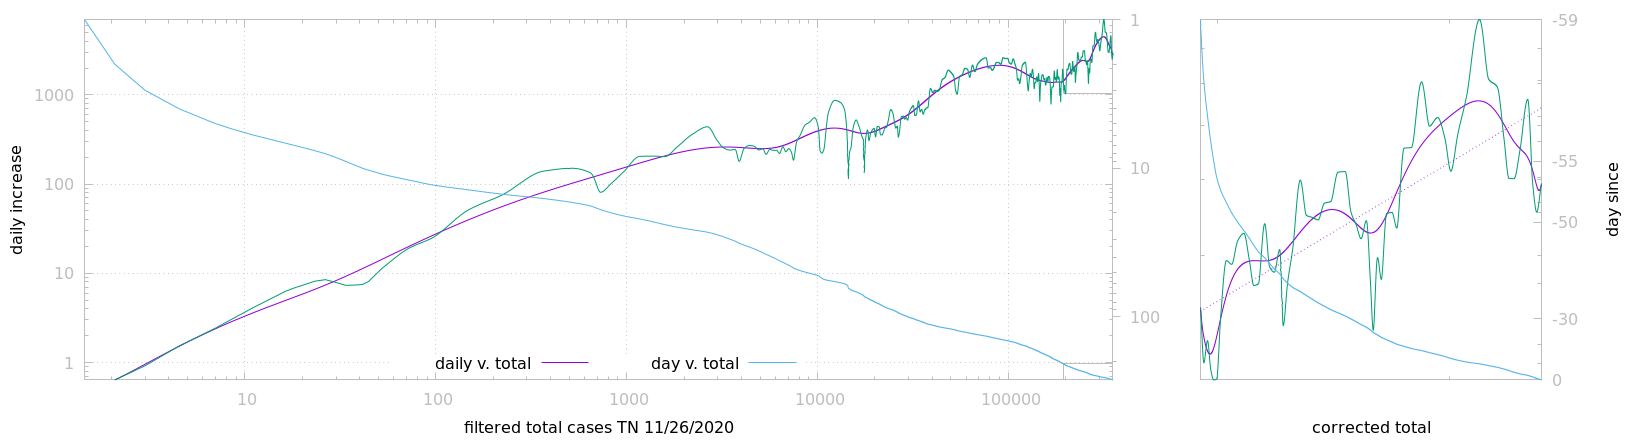 daily increase
1000
100
10
1
daily v. total
day v. total
10
100
1000
10000
100000
filtered total cases TN 11/26/2020
1
10
100
-59
-55
-50
-30
0
day since
corrected total